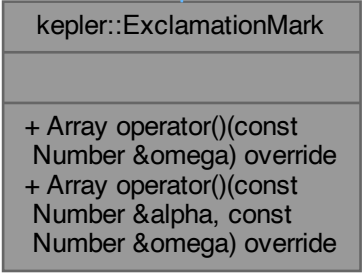 kepler::ExclamationMark
+ Array operator()(const
Number &omega) override
+ Array operator()(const
Number &alpha, const
Number &omega) override